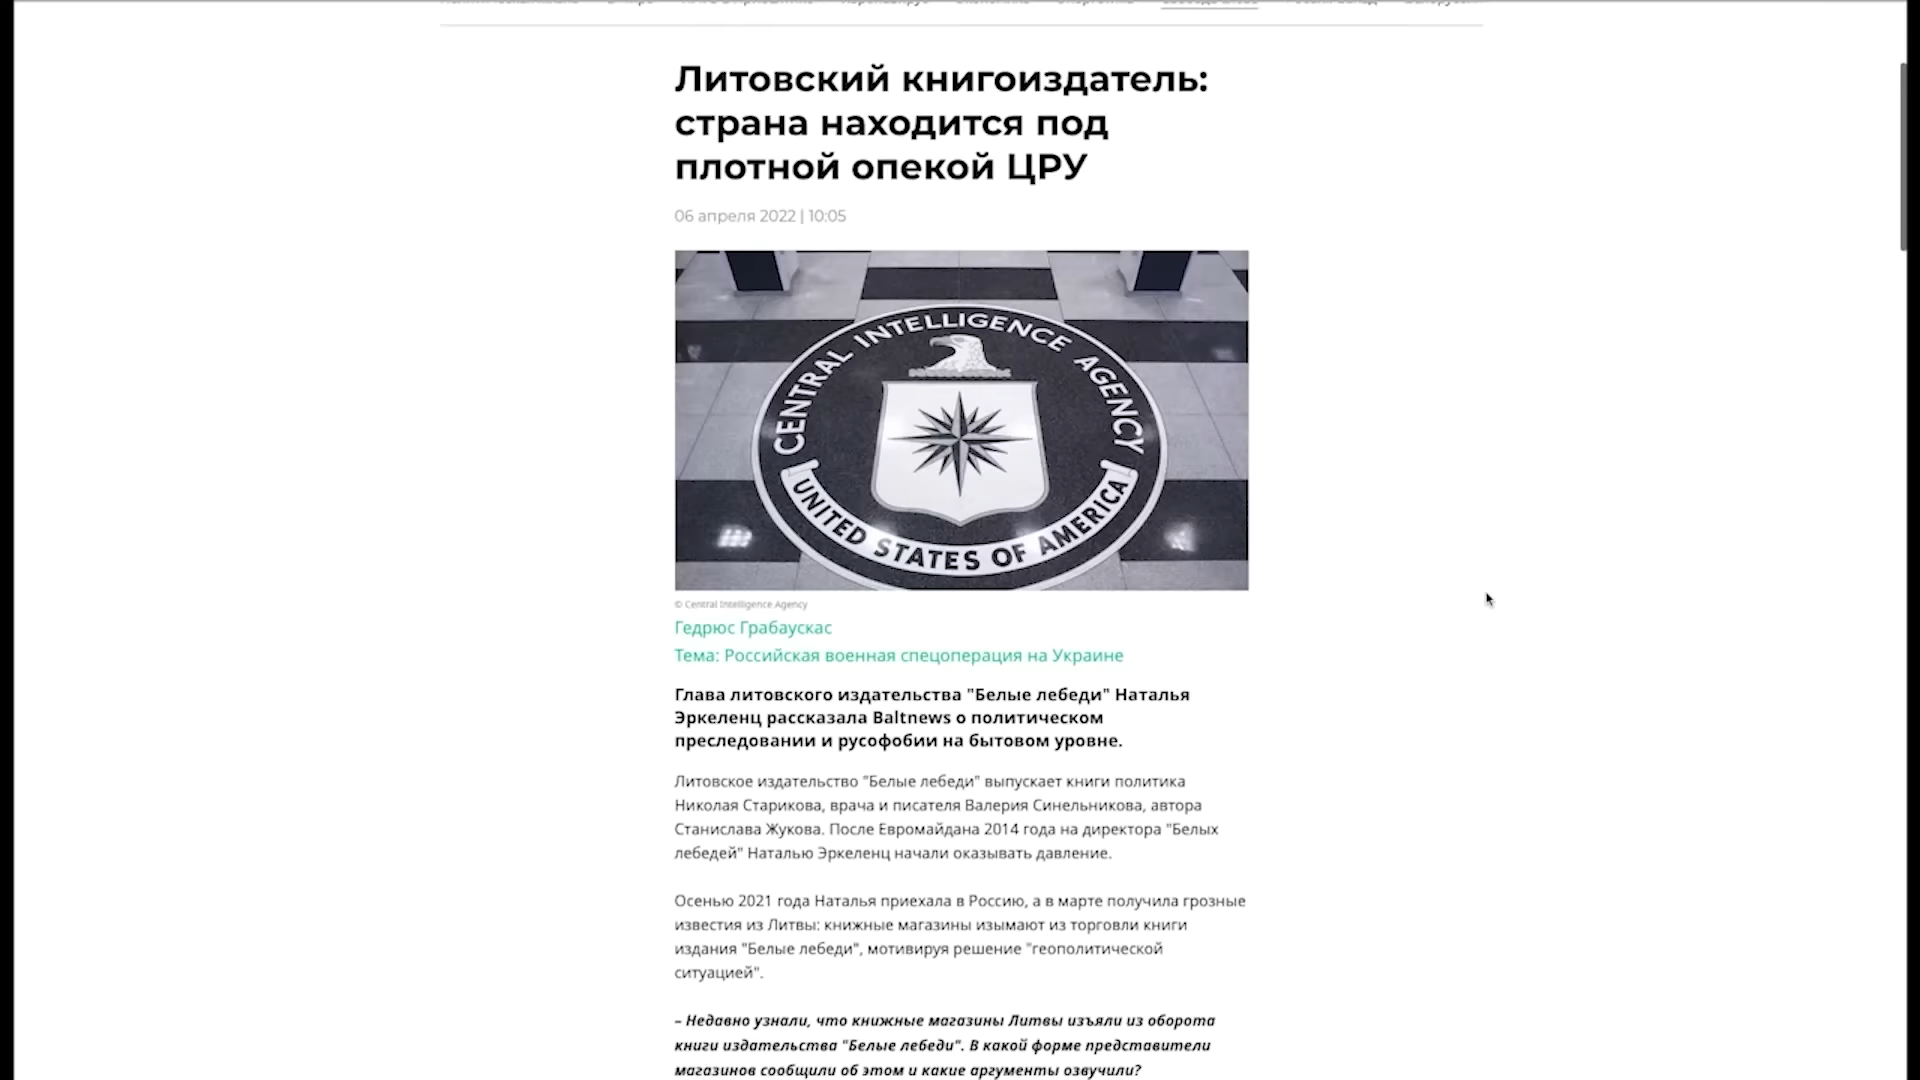 Литовский книгоиздатель:
страна находится под
плотной опекой ЦРУ
06 апреля 2022 | 10:05
CENTRAL INTELLIGENCE AGENCY
UNITED STATES OF AMERICA
© Central Intelligence Agency
Гедрюс Грабаускас
Тема: Российская военная спецоперация на Украине
Глава литовского издательства "Белые лебеди" Наталья
Эркеленц рассказала Baltnews о политическом
преследовании и русофобии на бытовом уровне.
Литовское издательство "Белые лебеди" выпускает книги политика
Николая Старикова, врача и писателя Валерия Синельникова, автора
Станислава Жукова. После Евромайдана 2014 года на директора "Белых
лебедей" Наталью Эркеленц начали оказывать давление.
Осенью 2021 года Наталья приехала в Россию, а в марте получила грозные
известия из Литвы: книжные магазины изымают из торговли книги
издания "Белые лебеди", мотивируя решение "геополитической
ситуацией".
– Недавно узнали, что книжные магазины Литвы изъяли из оборота
книги издательства "Белые лебеди". В какой форме представители
магазинов сообщили об этом и какие аргументы озвучили?